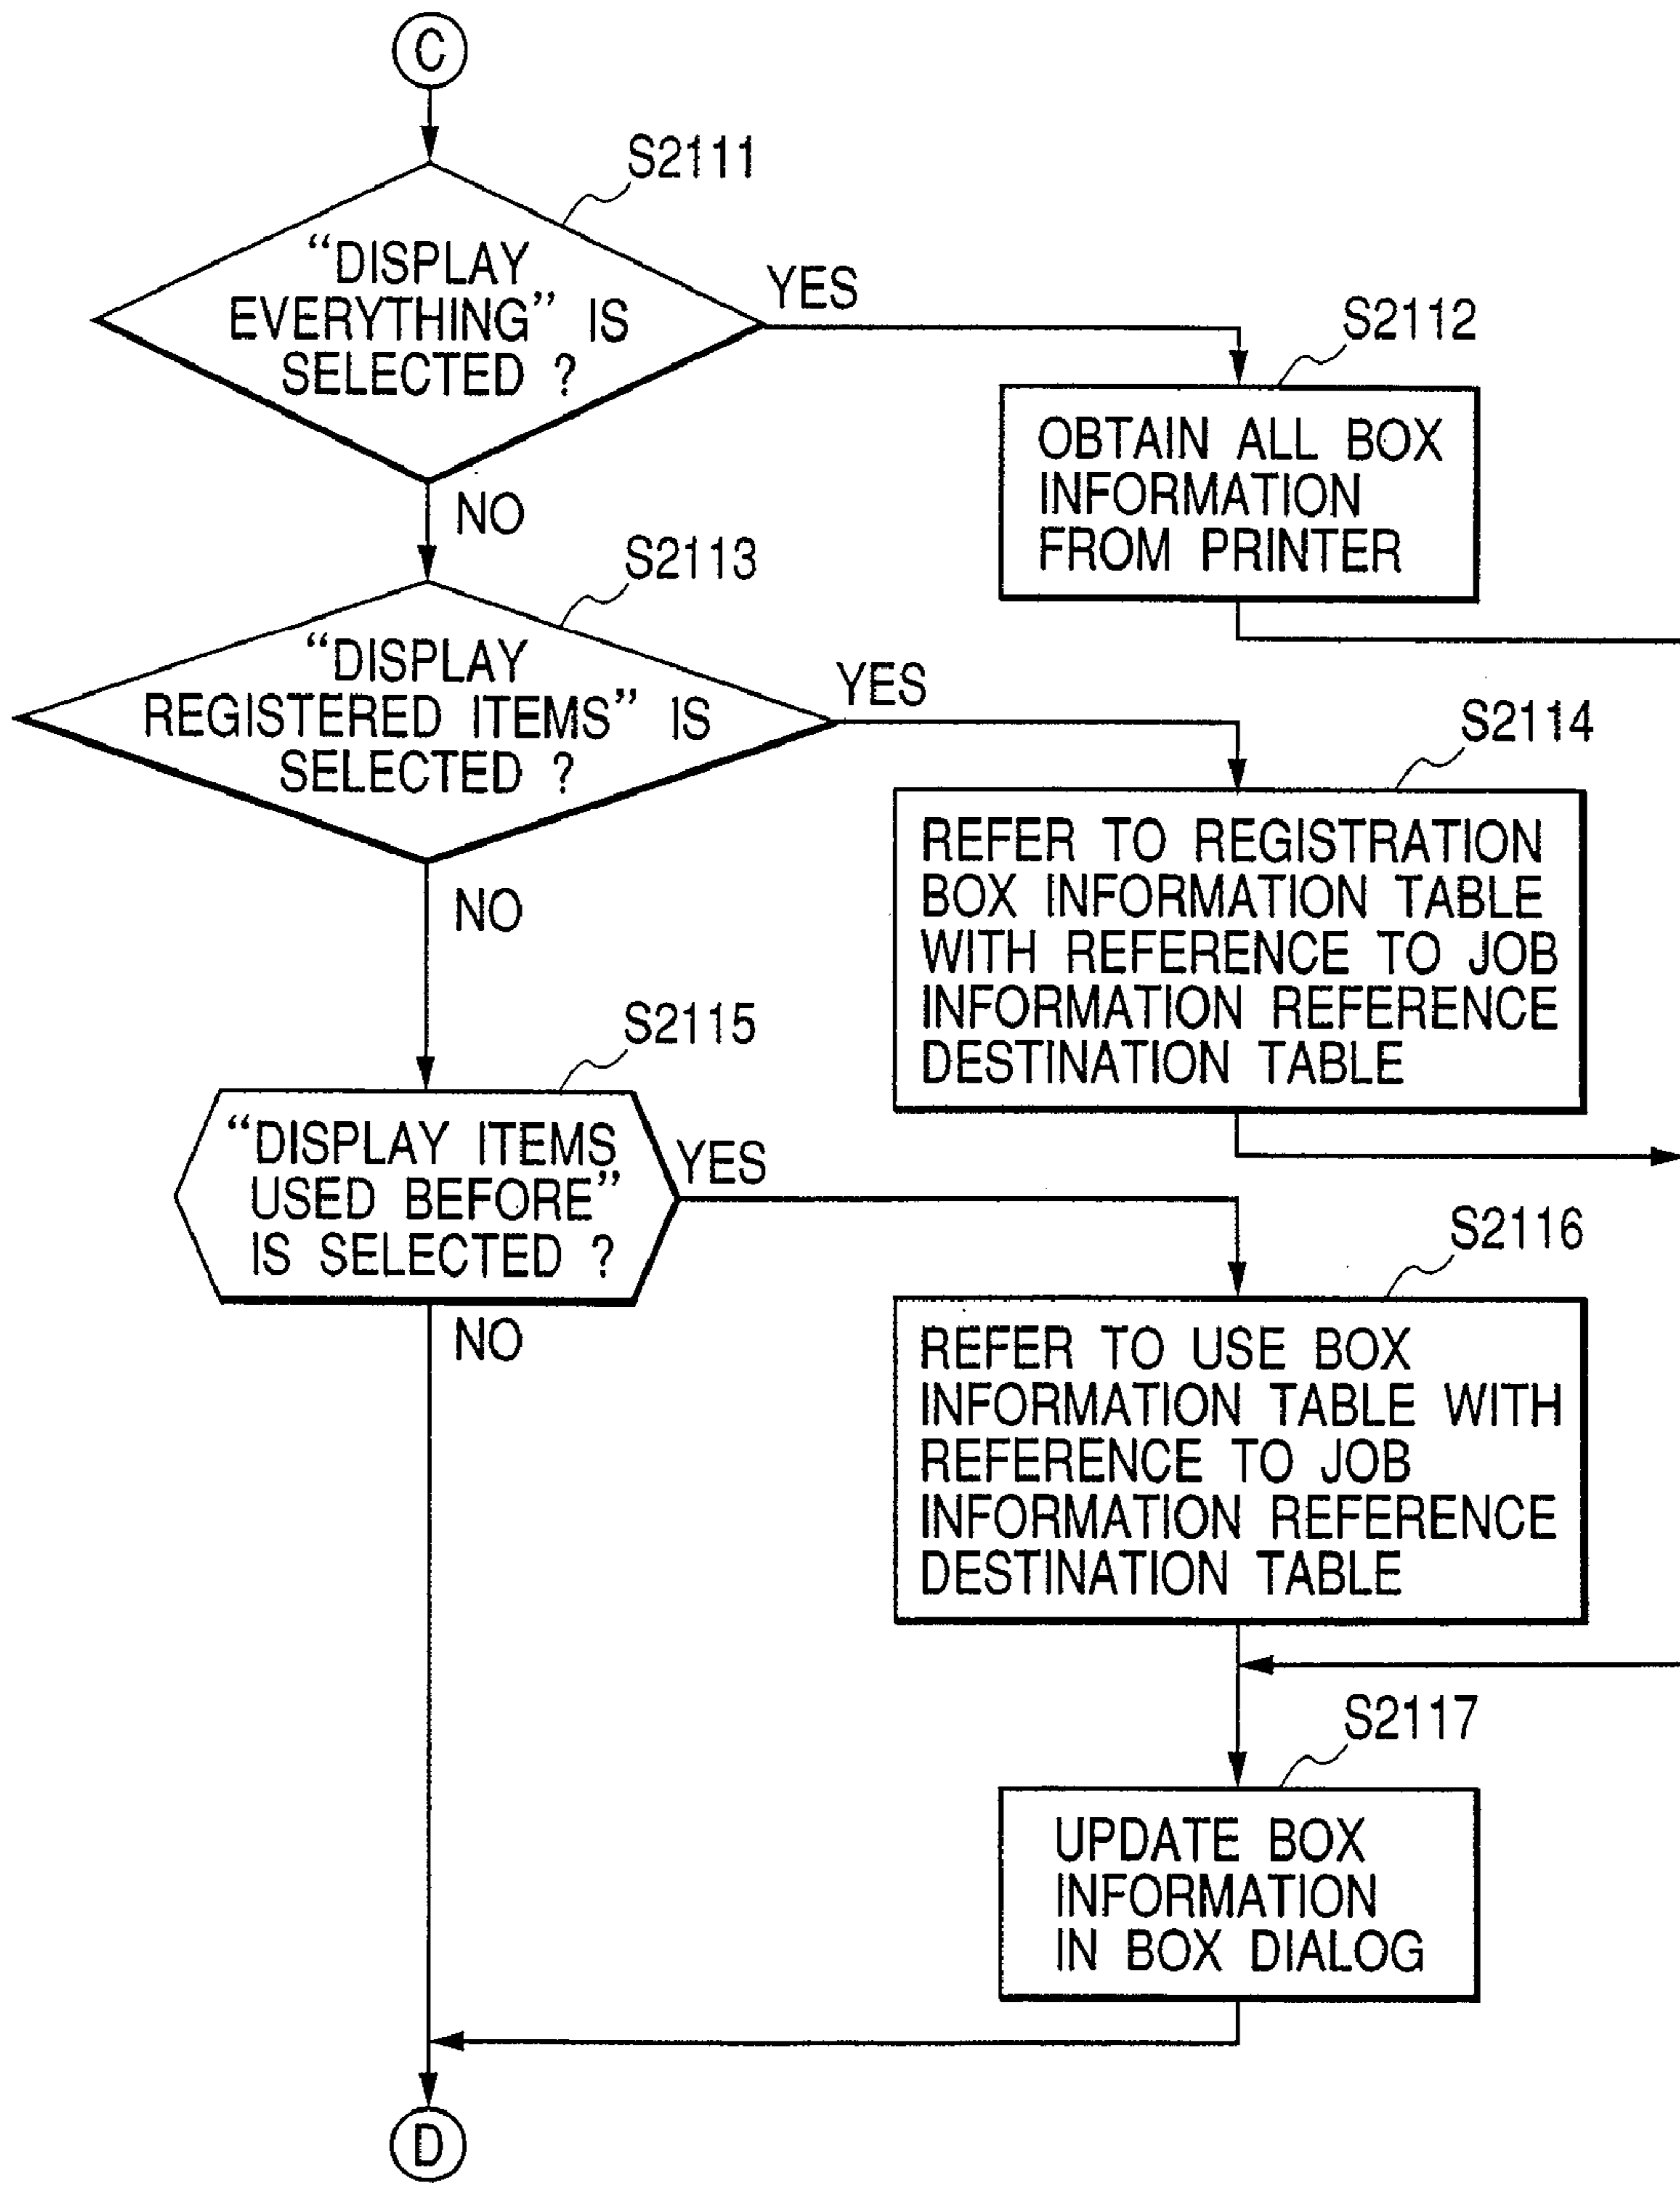 C
S2111
“DISPLAY
EVERYTHING” IS
SELECTED ?
YES
NO
S2112
OBTAIN ALL BOX
INFORMATION
FROM PRINTER
S2113
“DISPLAY
REGISTERED ITEMS” IS
SELECTED ?
YES
NO
S2114
REFER TO REGISTRATION
BOX INFORMATION TABLE
WITH REFERENCE TO JOB
INFORMATION REFERENCE
DESTINATION TABLE
S2115
“DISPLAY ITEMS
USED BEFORE”
IS SELECTED ?
YES
NO
S2116
REFER TO USE BOX
INFORMATION TABLE WITH
REFERENCE TO JOB
INFORMATION REFERENCE
DESTINATION TABLE
S2117
UPDATE BOX
INFORMATION
IN BOX DIALOG
D